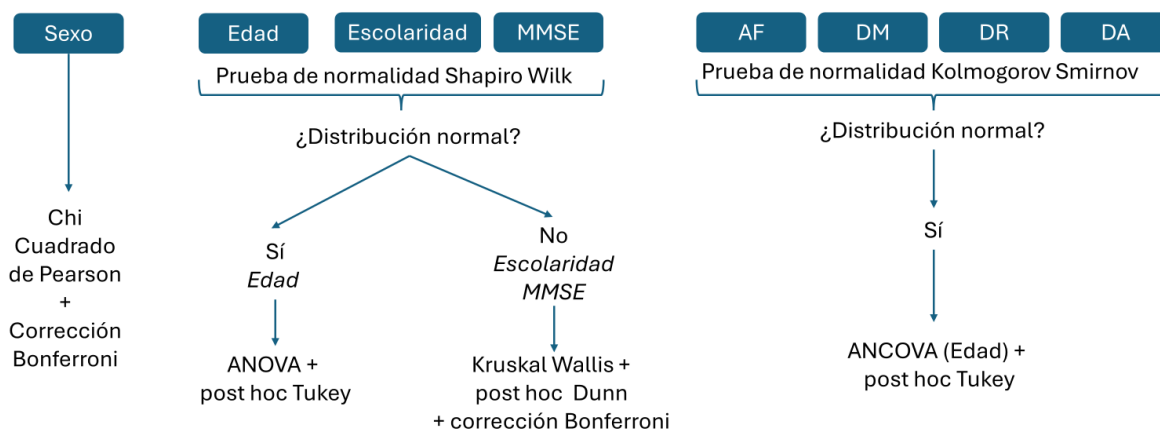 Sexo
Chi
Cuadrado
de Pearson
+
Corrección
Bonferroni
Edad
Escolaridad
MMSE
Prueba de normalidad Shapiro Wilk
¿Distribución normal?
Sí
Edad
ANOVA +
post hoc Tukey
No
Escolaridad
MMSE
Kruskal Wallis +
post hoc Dunn
+ corrección Bonferroni
AF
DM
DR
DA
Prueba de normalidad Kolmogorov Smirnov
¿Distribución normal?
Sí
ANCOVA (Edad) +
post hoc Tukey